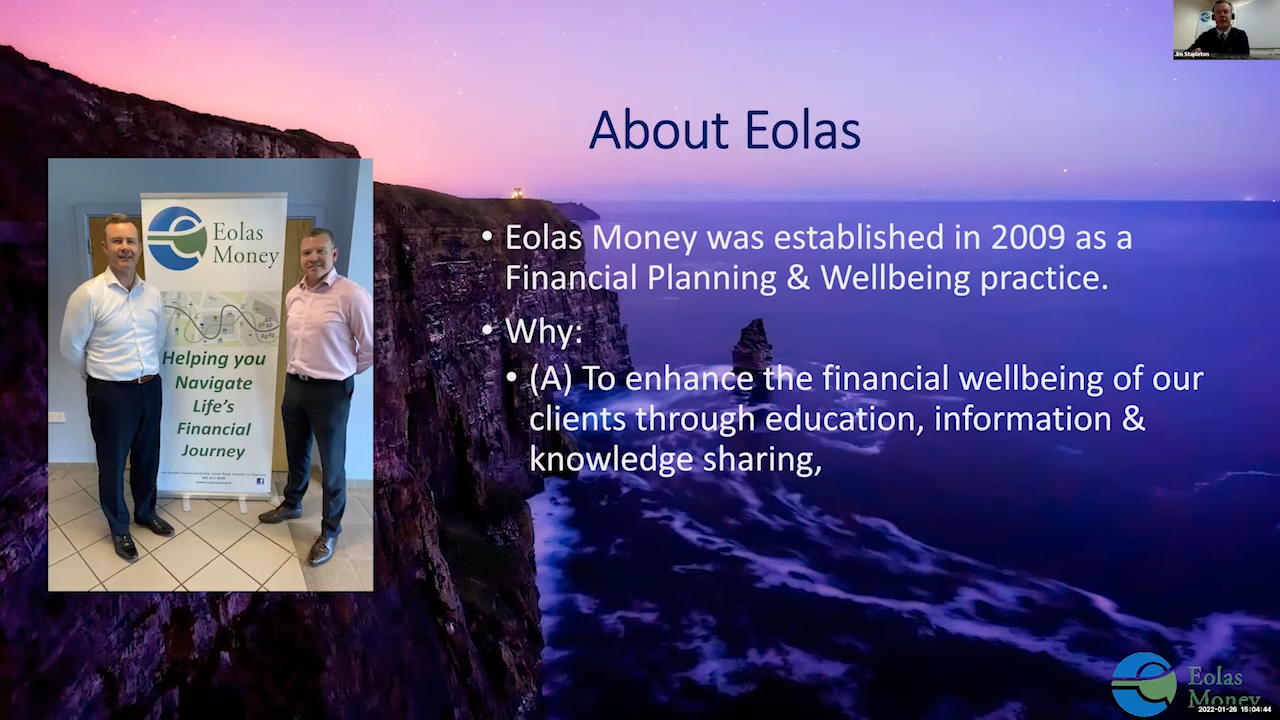 Jim Stapleton
About Eolas
Eolas
Money
Helping you
Navigate
Life's
Financial
Journey
• Eolas Money was established in 2009 as a
Financial Planning & Wellbeing practice.
• Why:
• (A) To enhance the financial wellbeing of our
clients through education, information &
knowledge sharing,
Eolas
Money
2022-01-26 15:04:44